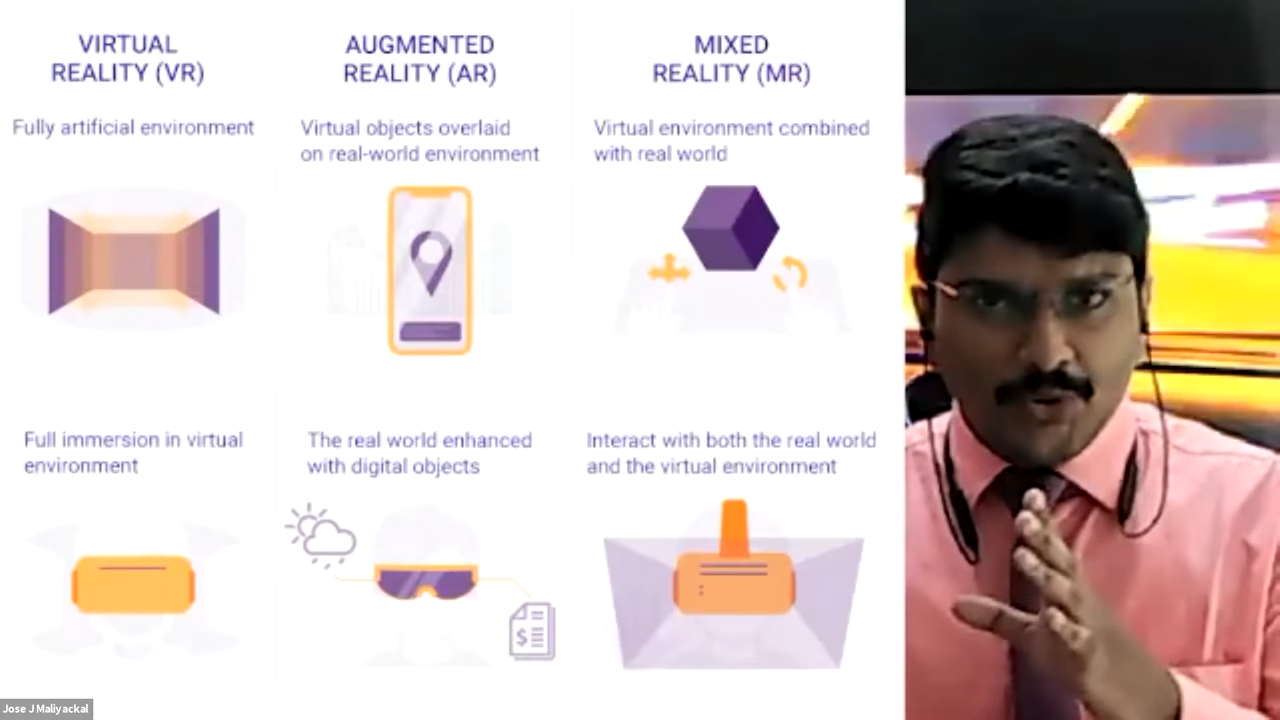 VIRTUAL
REALITY (VR)
Fully artificial environment
Full immersion in virtual
environment
AUGMENTED
REALITY (AR)
Virtual objects overlaid
on real-world environment
The real world enhanced
with digital objects
$
MIXED
REALITY (MR)
Virtual environment combined
with real world
Interact with both the real world
and the virtual environment
Jose J Maliyackal